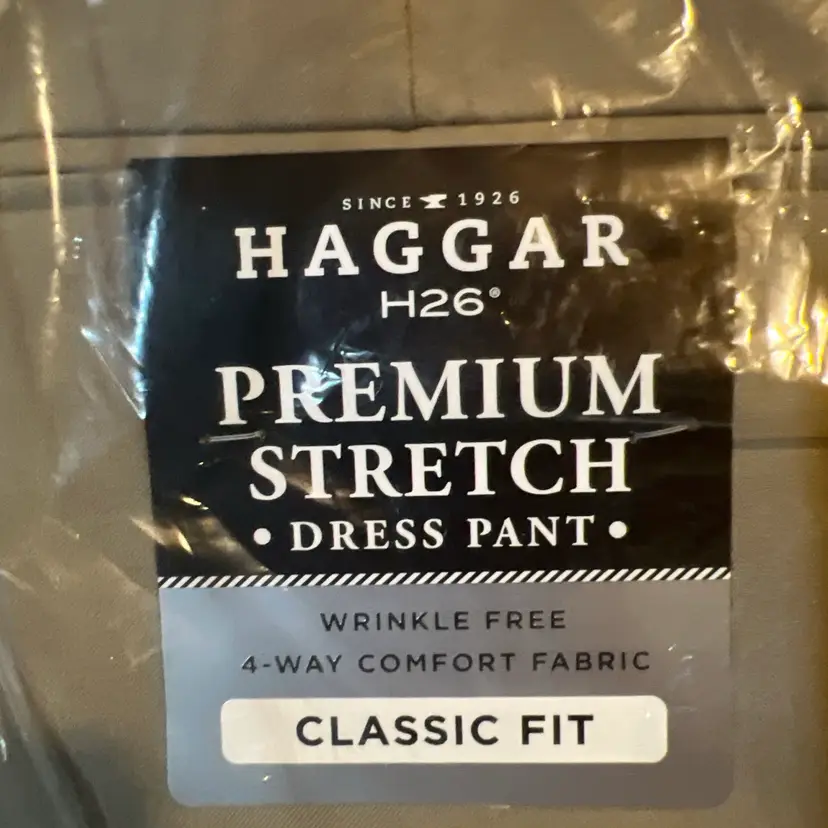 SINCE 1926
HAGGAR
H26®
PREMIUM
STRETCH
• DRESS PANT •
WRINKLE FREE
4-WAY COMFORT FABRIC
CLASSIC FIT